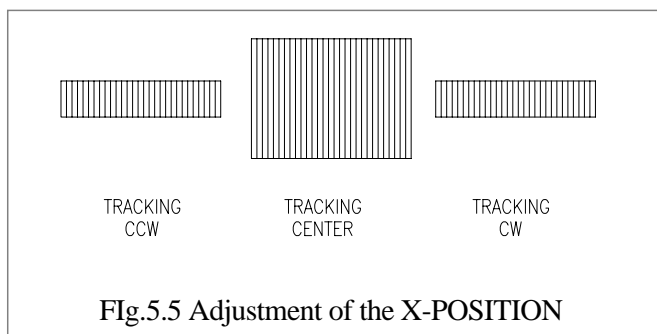 TRACKING
CCW
TRACKING
CENTER
TRACKING
CW
FIg.5.5 Adjustment of the X-POSITION